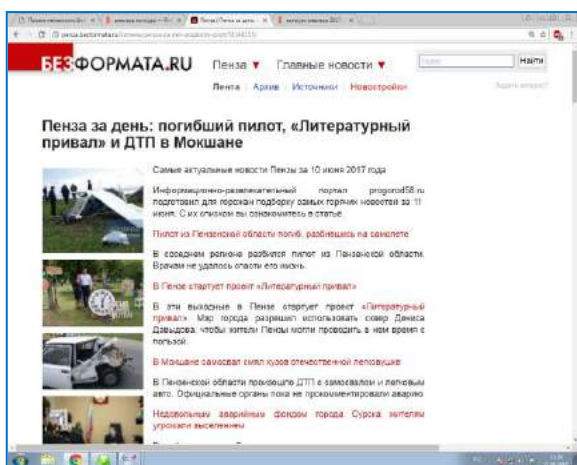 БЕЗФОРМАТА.RU
Пенза ▼ Главные новости ▼
Найти
Лента Архив Источники Новостройки
Пенза за день: погибший пилот, «Литературный
привал» и ДТП в Мокшане
Самые актуальные новости Пензы за 10 июня 2017 года
Информационно-развлекательный портал progorod58.ru
подготовил для горожан подборку самых горячих новостей за 11
июня. С их списком вы ознакомитесь в статье.
Пилот из Пензенской области погиб, разбившись на самолете
В соседнем регионе разбился пилот из Пензенской области.
Врачам не удалось спасти его жизнь.
В Пензе стартует проект «Литературный привал»
В эти выходные в Пензе стартует проект «Литературный
привал». Мэр города разрешил использовать сквер Дениса
Давыдова, чтобы жители Пензы могли проводить в нем время с
пользой.
В Мокшане самосвал смял кузов отечественной легковушке
В Пензенской области произошло ДТП с самосвалом и легковым
авто. Официальные органы пока не прокомментировали аварию.
Недовольным аварийным фондом города Сурска жителям
угрожали выселением